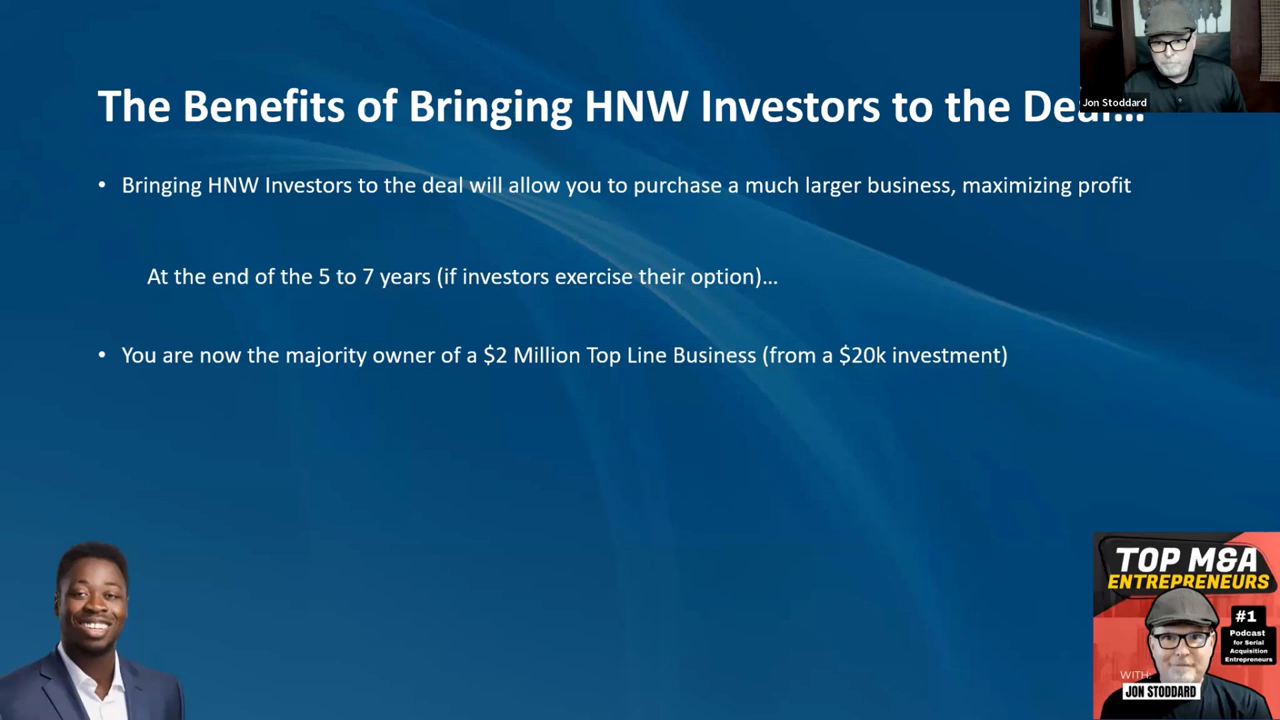 The Benefits of Bringing HNW Investors to the Deal...
Jon Stoddard
• Bringing HNW Investors to the deal will allow you to purchase a much larger business, maximizing profit
At the end of the 5 to 7 years (if investors exercise their option)...
• You are now the majority owner of a $2 Million Top Line Business (from a $20k investment)
TOP M&A
ENTREPRENEURS
#1
Podcast
for Serial
Acquisition
Entrepreneurs
WITH:
JON STODDARD